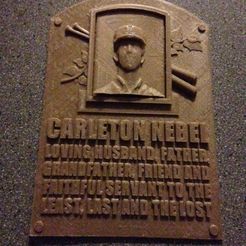 CARLETON NEBEL
LOVING HUSBAND, FATHER,
GRANDFATHER, FRIEND AND
FAITHFUL SERVANT TO THE
LEAST, LAST AND THE LOST